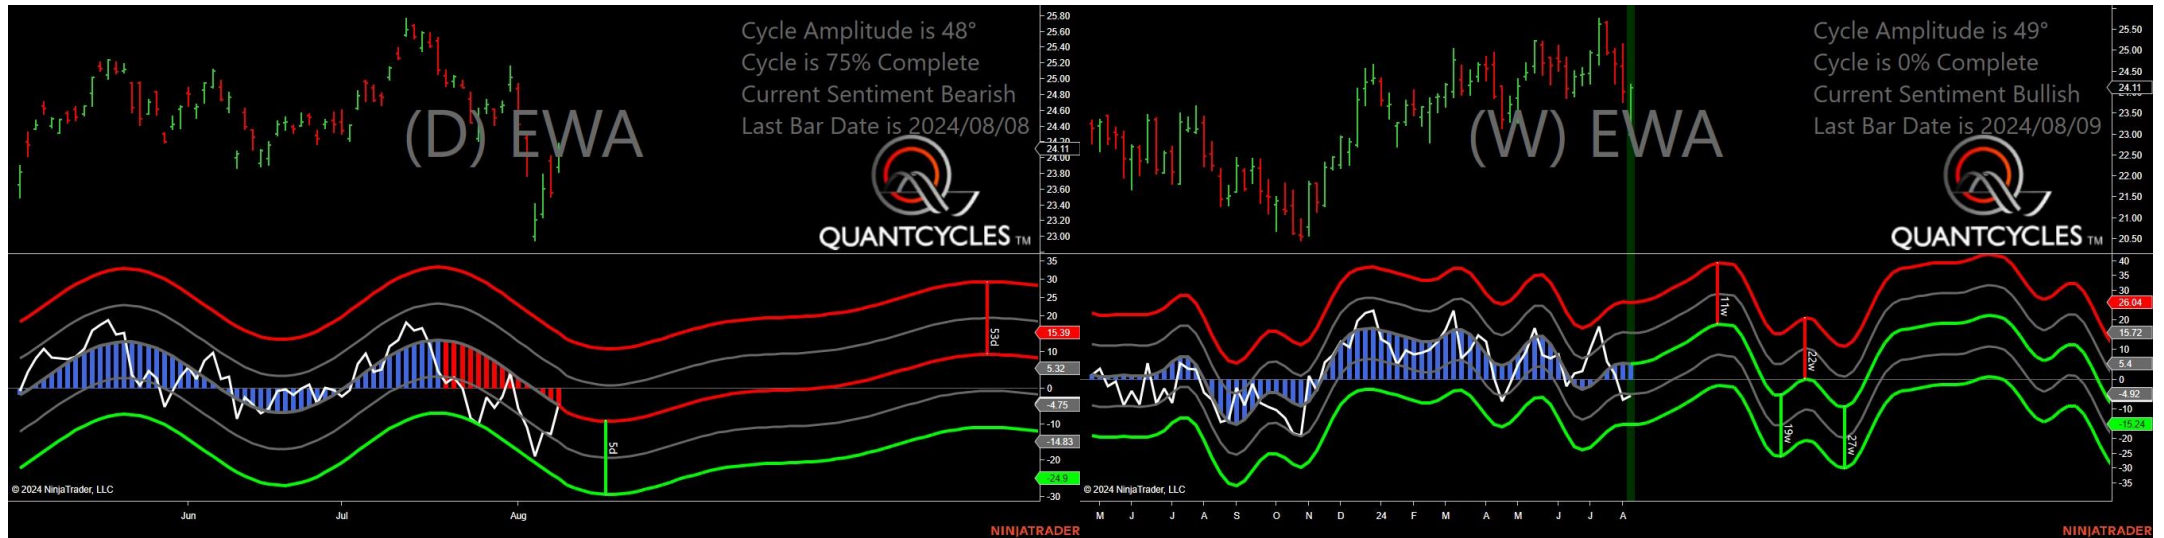 Cycle Amplitude is 48°
Cycle is 75% Complete
Current Sentiment Bearish
Last Bar Date is 2024/08/08
(D) EWA
QUANTCYCLES TM
25.80
25.60
25.40
25.20
25.00
24.80
24.60
24.40
24.20
24.11
24.00
23.80
23.60
23.40
23.20
23.00
35
30
25
20
15.39
10
5.32
0
-4.75
-10
-14.83
-20
-24.9
-30
53d
5d
© 2024 NinjaTrader, LLC
Jun
Jul
Aug
NINJATRADER
Cycle Amplitude is 49°
Cycle is 0% Complete
Current Sentiment Bullish
Last Bar Date is 2024/08/09
(W) EWA
QUANTCYCLES TM
25.50
25.00
24.50
24.11
23.50
23.00
22.50
22.00
21.50
21.00
20.50
40
35
30
26.04
20
15.72
10
5.4
0
-4.92
-10
-15.24
-20
-25
-30
-35
11w
22w
19w
27w
© 2024 NinjaTrader, LLC
M
J
J
A
S
O
N
D
24
F
M
A
M
J
J
A
NINJATRADER